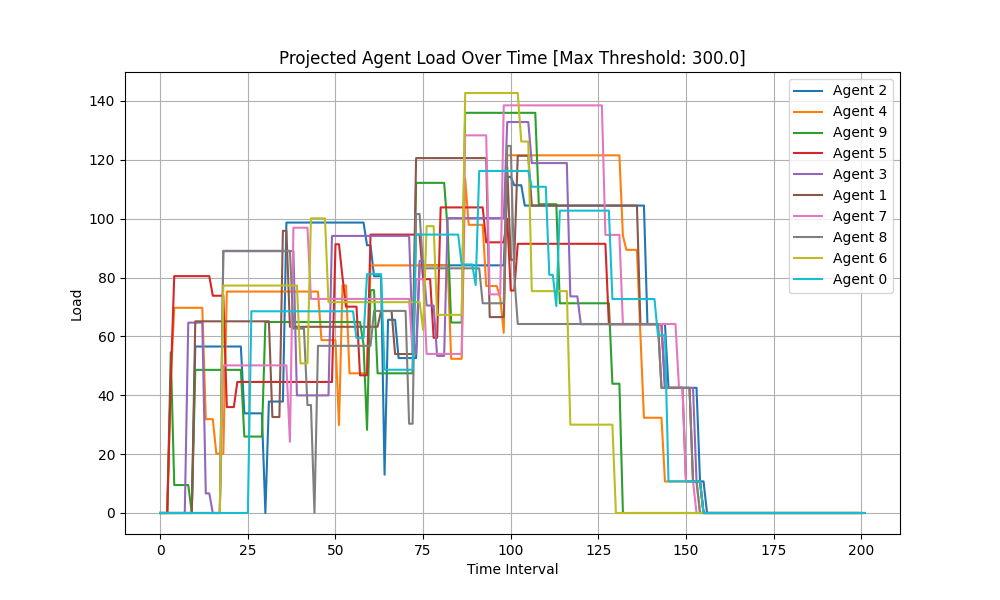 Projected Agent Load Over Time [Max Threshold: 300.0]
Load
140
120
100
80
60
40
20
0
0 25 50 75 100 125 150 175 200
Time Interval
Agent 2
Agent 4
Agent 9
Agent 5
Agent 3
Agent 1
Agent 7
Agent 8
Agent 6
Agent 0